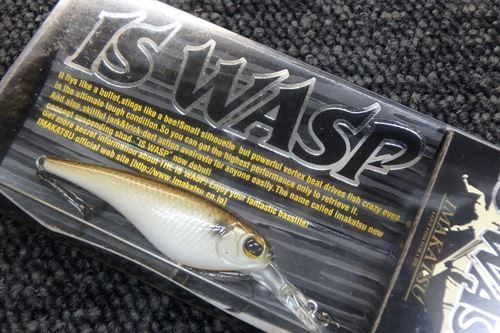 IS WASP
It flys like a bullet,stings like a bee!Small silhouette but powerful vortex beat drives fish crazy even
in the ultimate tough condition.So you can get the highest performance only to retrieve it.
And also,skillful jerk&trick-dart action available for anyone easily.The name called imakatsu new
concept suspending shad "IS WASP" now debut!
Get more secret information about THE IS WASP! Enjoy your fantastic basslife!
IMAKATSU official web site [http://www.imakatsu.co.jp]
IMAKATSU